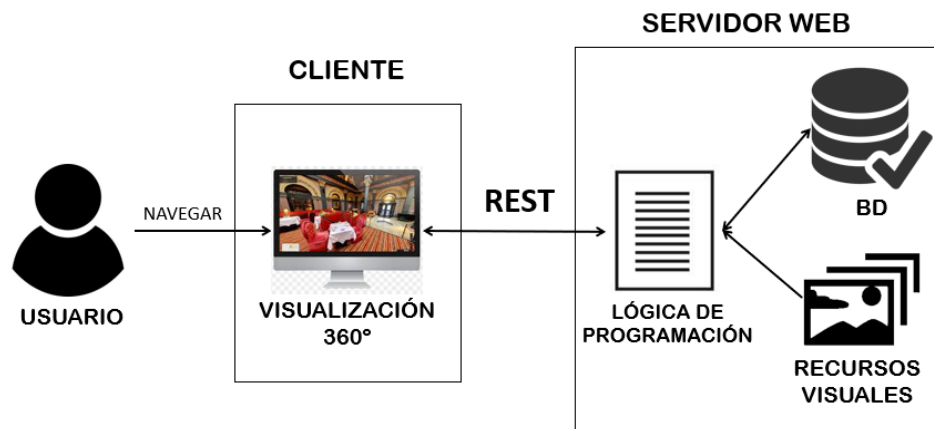 SERVIDOR WEB
CLIENTE
NAVEGAR
REST
USUARIO
VISUALIZACIÓN
360°
LÓGICA DE
PROGRAMACIÓN
BD
RECURSOS
VISUALES